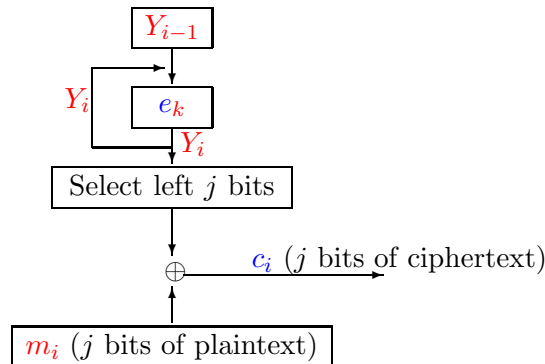 Y_{i−1}
Y_i
e_k
Y_i
Select left j bits
c_i (j bits of ciphertext)
⊕
m_i (j bits of plaintext)